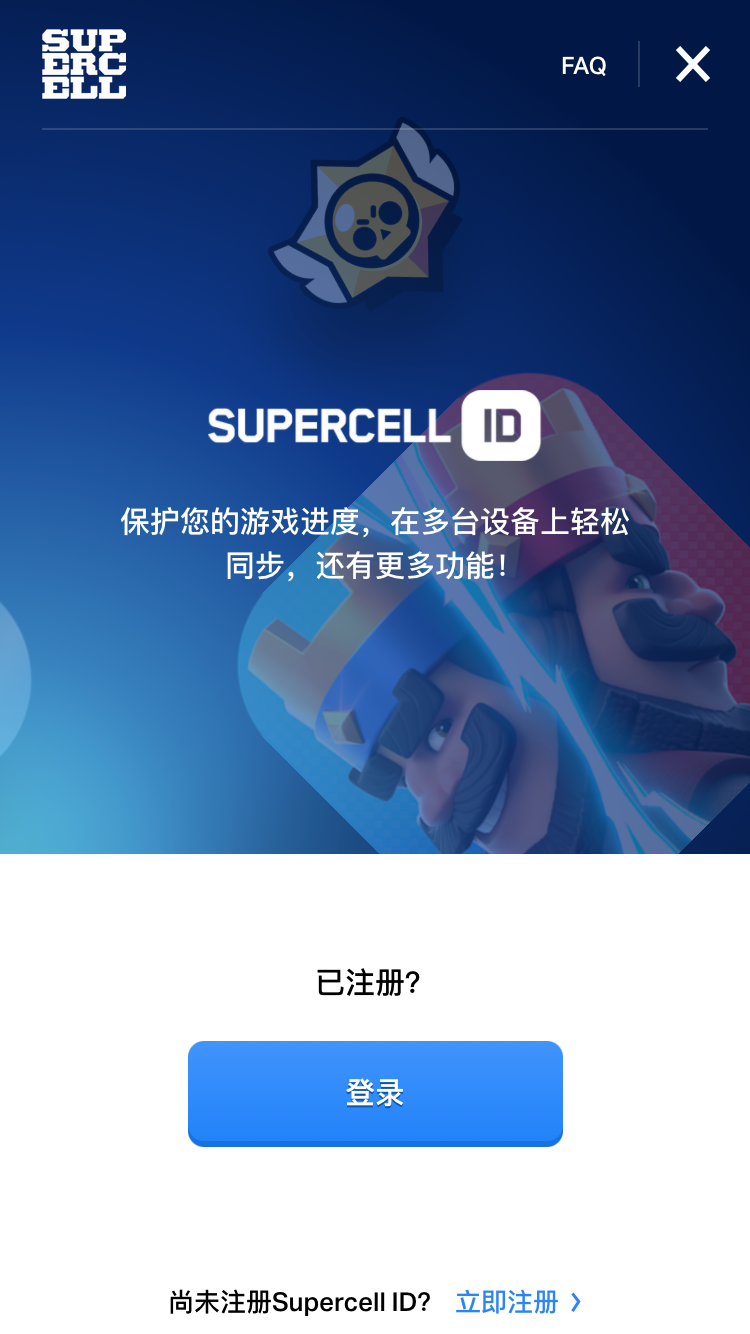 SUP
ERC
ELL
FAQ
SUPERCELL ID
保护您的游戏进度，在多台设备上轻松
同步，还有更多功能！
已注册？
登录
尚未注册Supercell ID？ 立即注册